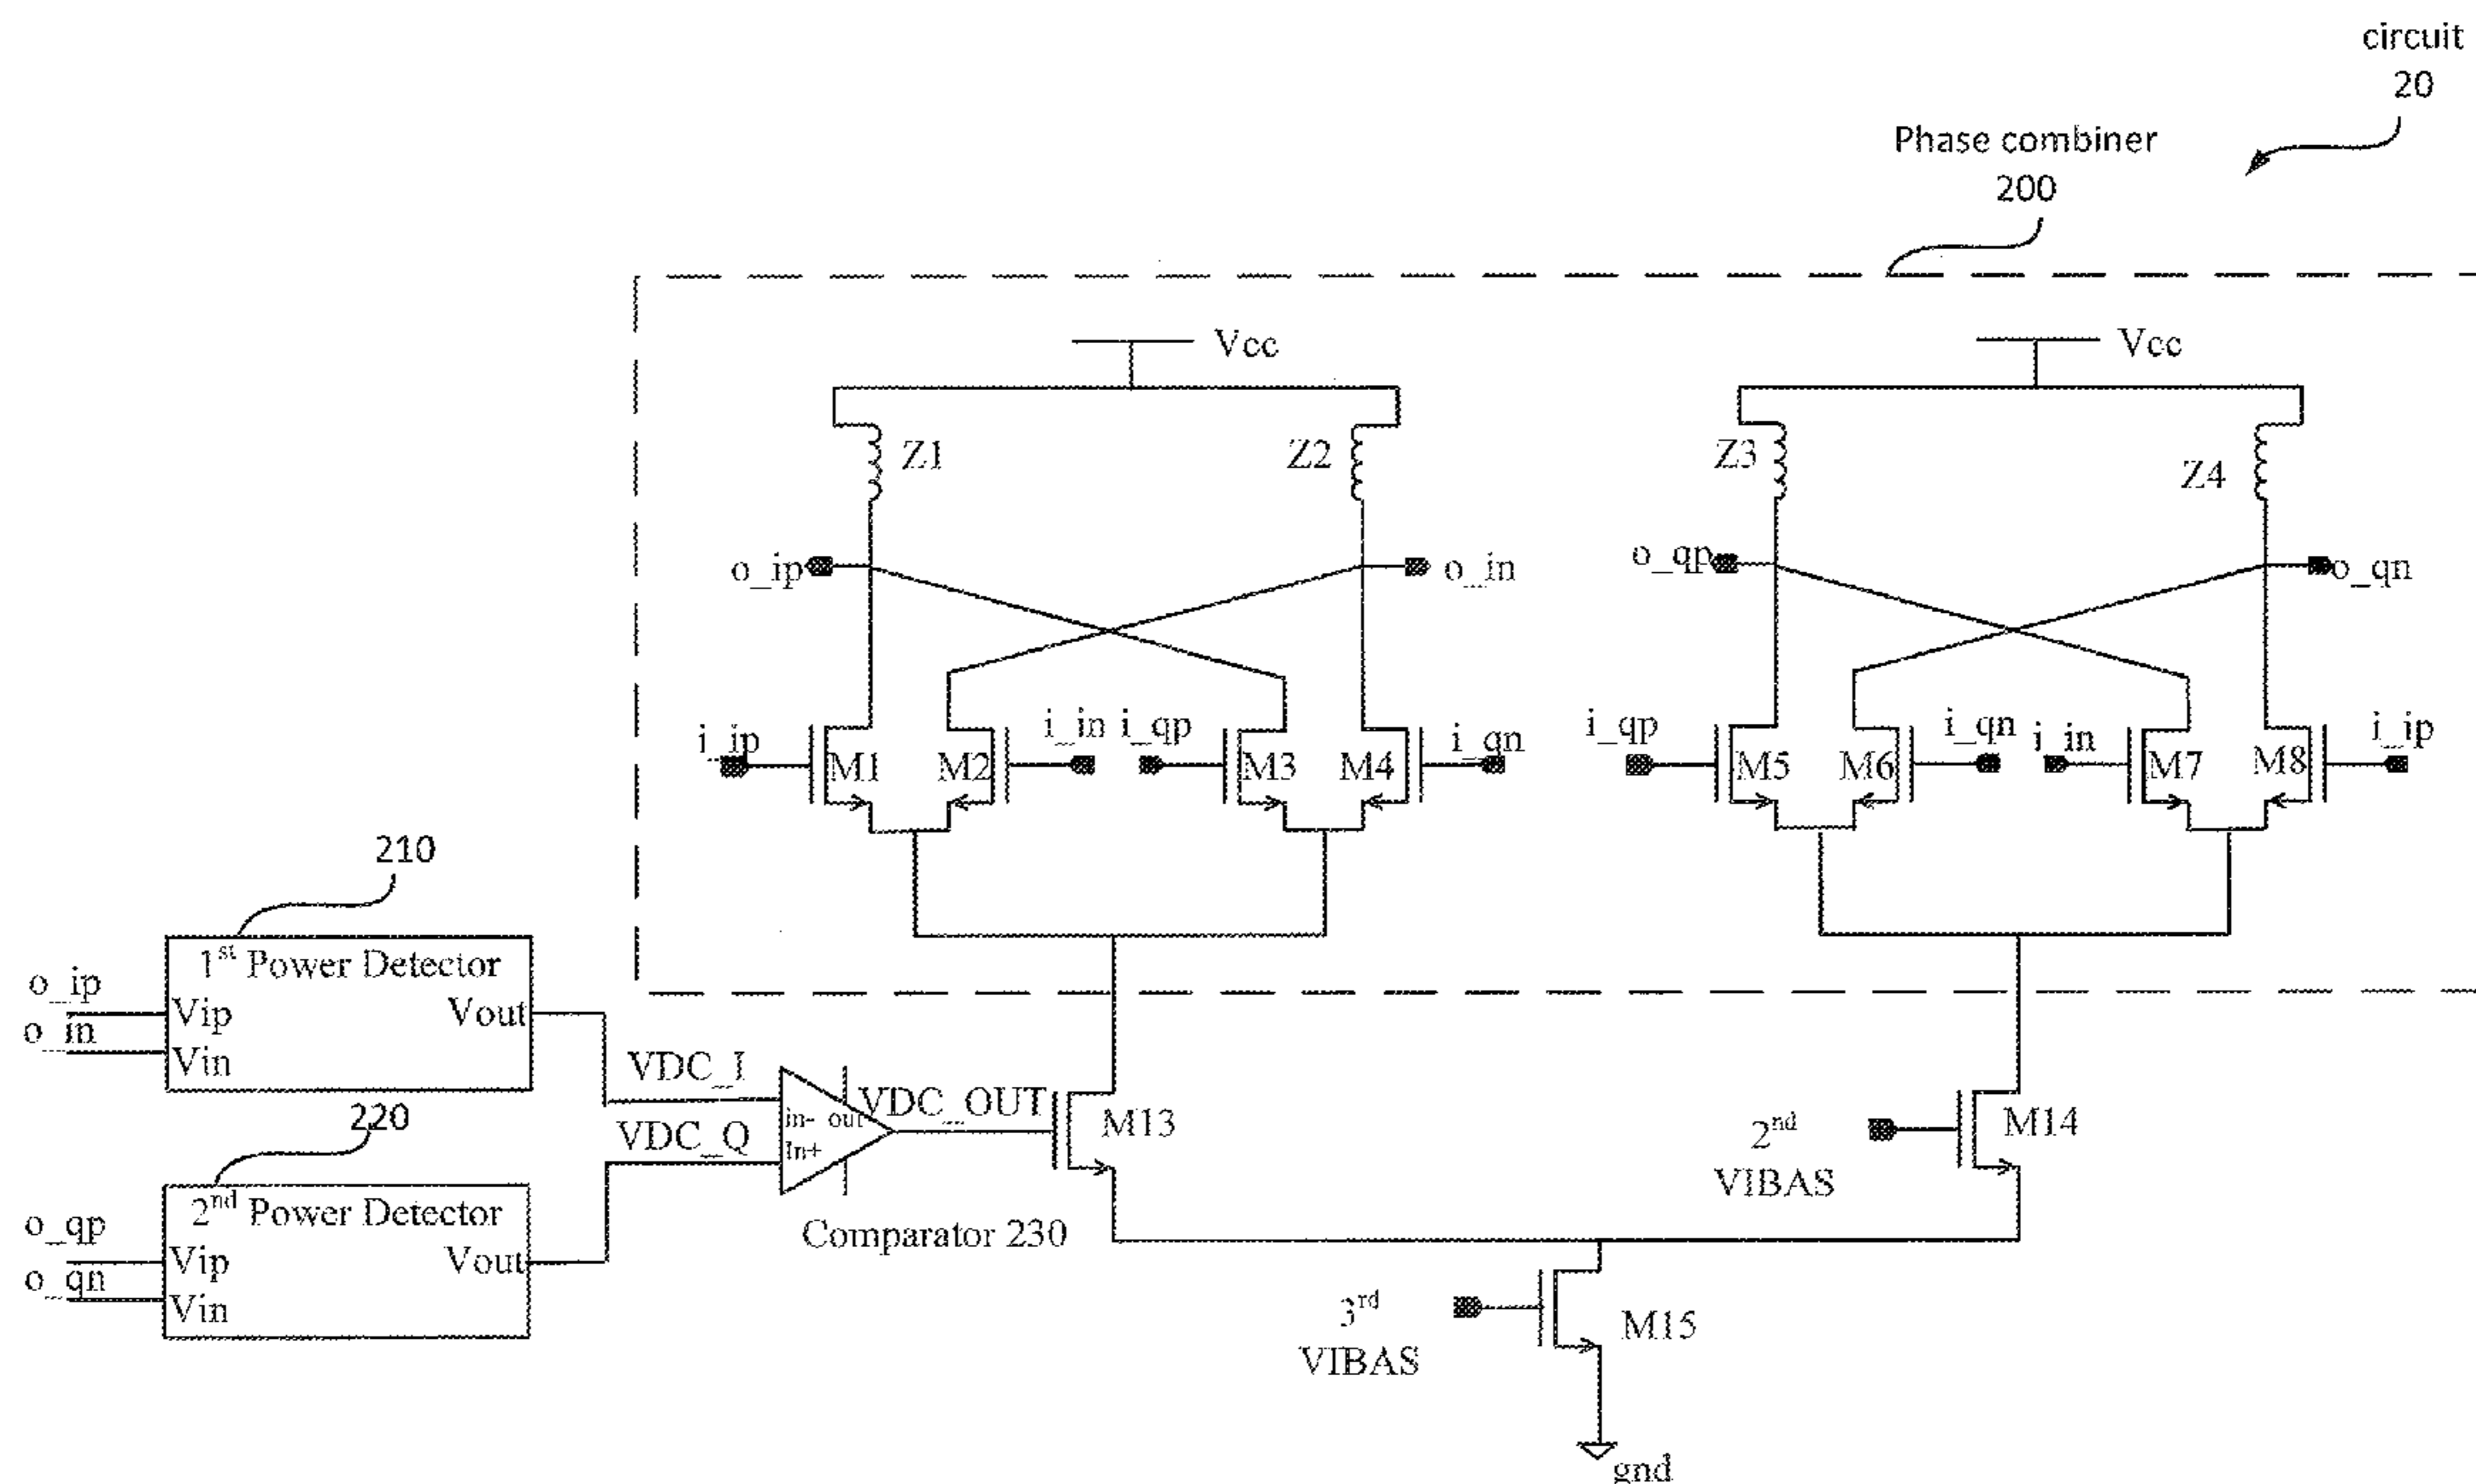 circuit
20
Phase combiner
200
Vcc
Vcc
Z1
Z2
Z3
Z4
o_ip
o_in
o_qp
o_qn
i_ip
M1
M2
i_in
i_qp
M3
M4
i_qn
i_qp
M5
M6
i_qn
i_in
M7
M8
i_ip
210
1st Power Detector
o_ip
Vip
Vout
o_in
Vin
VDC_I
220
VDC_Q
in- out
In+
VDC_OUT
M13
2nd
VIBAS
M14
2nd Power Detector
o_qp
Vip
Vout
o_qn
Vin
Comparator 230
3rd
VIBAS
M15
gnd